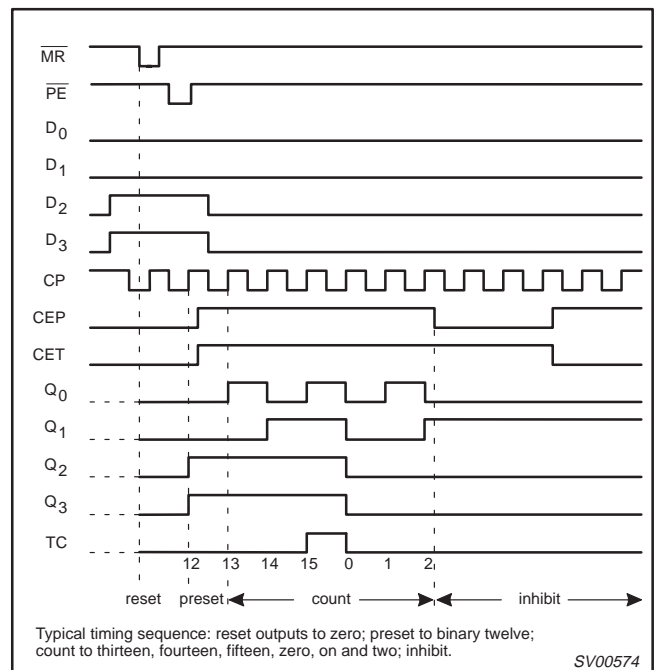 MR
PE
D0
D1
D2
D3
CP
CEP
CET
Q0
Q1
Q2
Q3
TC
12 13 14 15 0 1 2
reset preset count inhibit
Typical timing sequence: reset outputs to zero; preset to binary twelve;
count to thirteen, fourteen, fifteen, zero, on and two; inhibit.
SV00574